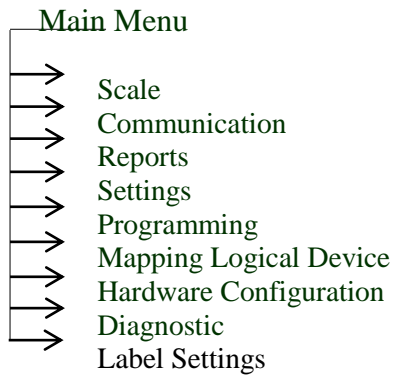 Main Menu
Scale
Communication
Reports
Settings
Programming
Mapping Logical Device
Hardware Configuration
Diagnostic
Label Settings